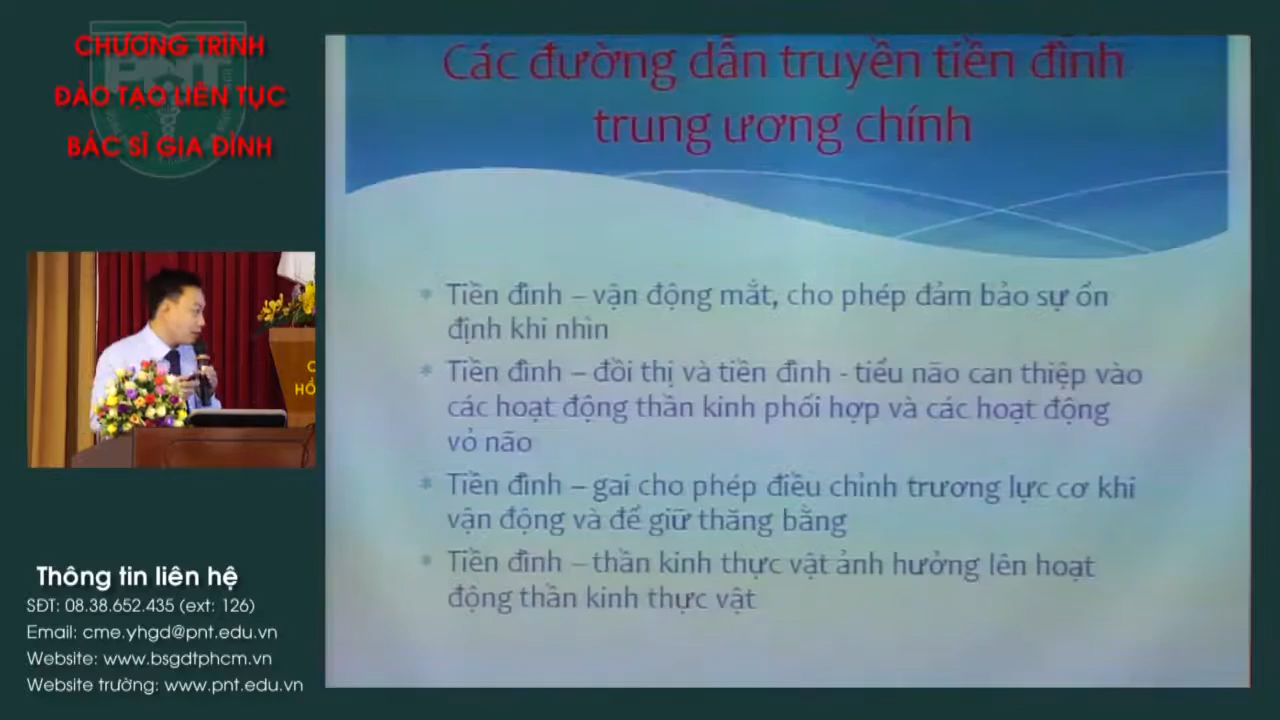 CHƯƠNG TRÌNH
ĐÀO TẠO LIÊN TỤC
BÁC SĨ GIA ĐÌNH
PNT
Các đường dẫn truyền tiền đình
trung ương chính
* Tiền đình – vận động mắt, cho phép đảm bảo sự ổn
định khi nhìn
* Tiền đình – đồi thị và tiền đình - tiểu não can thiệp vào
các hoạt động thần kinh phối hợp và các hoạt động
vỏ não
* Tiền đình – gai cho phép điều chỉnh trương lực cơ khi
vận động và để giữ thăng bằng
* Tiền đình – thần kinh thực vật ảnh hưởng lên hoạt
động thần kinh thực vật
Thông tin liên hệ
SĐT: 08.38.652.435 (ext: 126)
Email: cme.yhgd@pnt.edu.vn
Website: www.bsgdtphcm.vn
Website trường: www.pnt.edu.vn